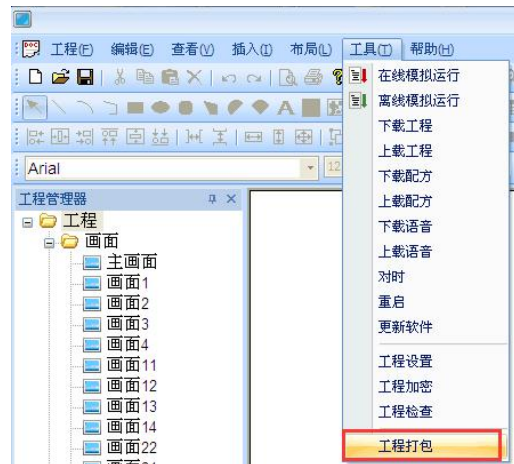 工程(F) 编辑(E) 查看(V) 插入(I) 布局(L) 工具(T) 帮助(H)
Arial 12
工程管理器
工程
画面
主画面
画面1
画面2
画面3
画面4
画面11
画面12
画面13
画面14
画面22
在线模拟运行
离线模拟运行
下载工程
上载工程
下载配方
上载配方
下载语音
上载语音
对时
重启
更新软件
工程设置
工程加密
工程检查
工程打包